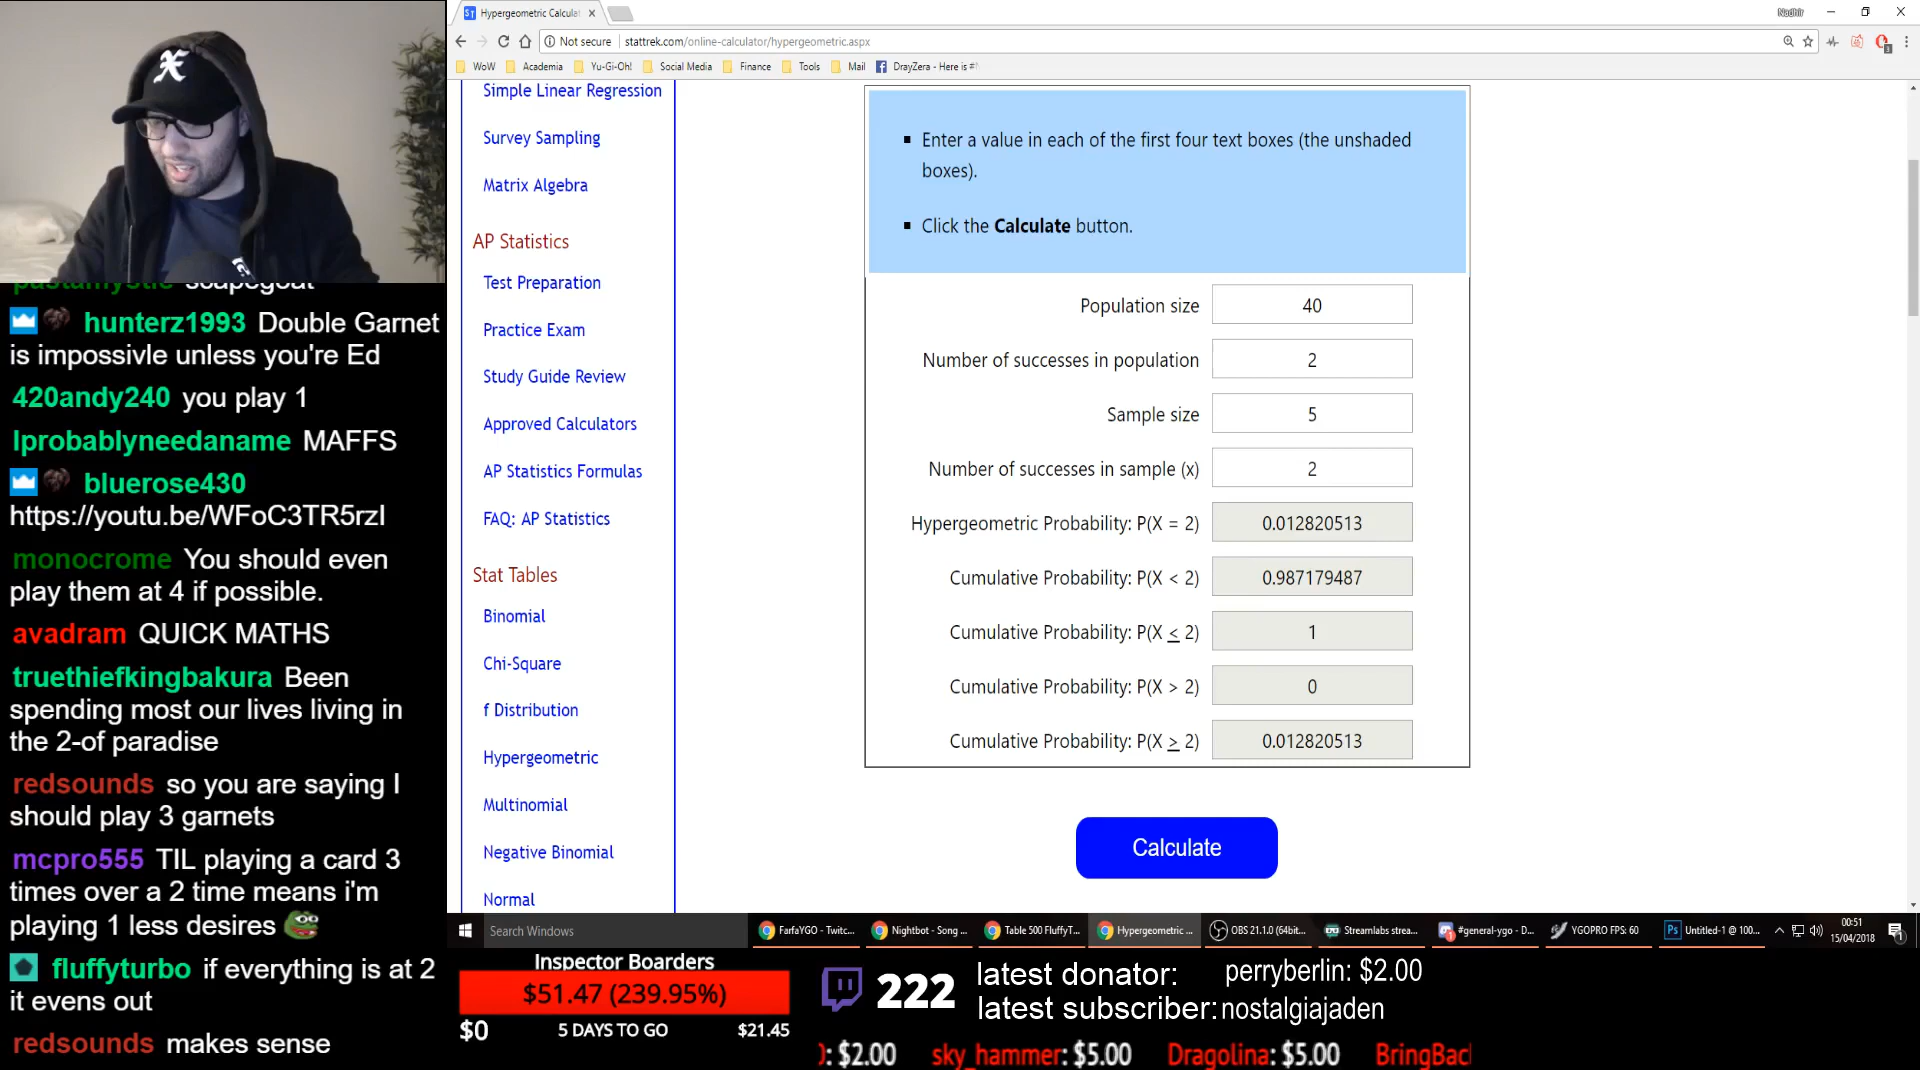 Hypergeometric Calcula
Nadhir
Not secure
stattrek.com/online-calculator/hypergeometric.aspx
WoW
Academia
Yu-Gi-Oh!
Social Media
Finance
Tools
Mail
DrayZera - Here is #
Simple Linear Regression
Survey Sampling
Matrix Algebra
AP Statistics
Test Preparation
Practice Exam
Study Guide Review
Approved Calculators
AP Statistics Formulas
FAQ: AP Statistics
Stat Tables
Binomial
Chi-Square
f Distribution
Hypergeometric
Multinomial
Negative Binomial
Normal
Enter a value in each of the first four text boxes (the unshaded
boxes).
Click the Calculate button.
Population size 40
Number of successes in population 2
Sample size 5
Number of successes in sample (x) 2
Hypergeometric Probability: P(X = 2) 0.012820513
Cumulative Probability: P(X < 2) 0.987179487
Cumulative Probability: P(X ≤ 2) 1
Cumulative Probability: P(X > 2) 0
Cumulative Probability: P(X ≥ 2) 0.012820513
Calculate
hunterz1993 Double Garnet
is impossivle unless you're Ed
420andy240 you play 1
Iprobablyneedaname MAFFS
bluerose430
https://youtu.be/WFoC3TR5rzI
monocrome You should even
play them at 4 if possible.
avadram QUICK MATHS
truethiefkingbakura Been
spending most our lives living in
the 2-of paradise
redsounds so you are saying I
should play 3 garnets
mcpro555 TIL playing a card 3
times over a 2 time means i'm
playing 1 less desires
fluffyturbo if everything is at 2
it evens out
redsounds makes sense
Search Windows
FarfaYGO - Twitc...
Nightbot - Song ...
Table 500 FluffyT...
Hypergeometric ...
OBS 21.1.0 (64bit...
Streamlabs strea...
#general-ygo - D...
YGOPRO FPS: 60
Untitled-1 @ 100...
00:51
15/04/2018
Inspector Boarders
$51.47 (239.95%)
$0 5 DAYS TO GO $21.45
222
latest donator: perryberlin: $2.00
latest subscriber: nostalgiajaden
: $2.00 sky_hammer: $5.00 Dragolina: $5.00 BringBac